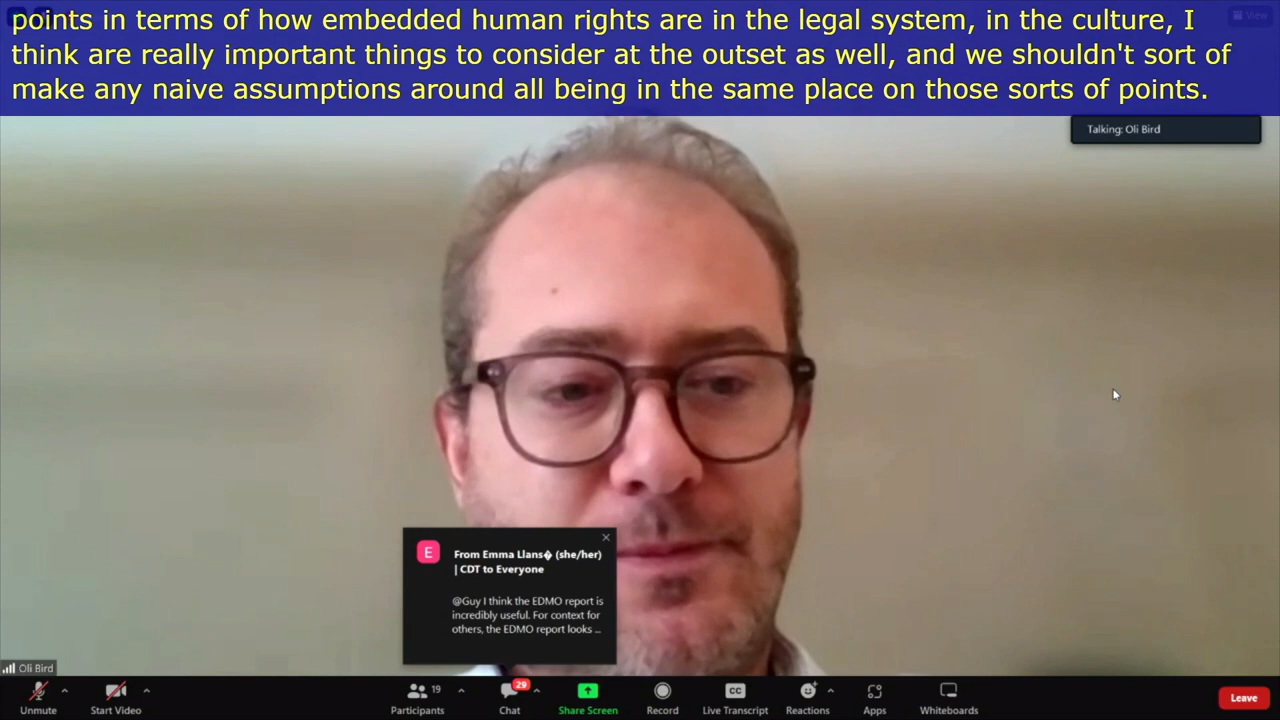 points in terms of how embedded human rights are in the legal system, in the culture, I
think are really important things to consider at the outset as well, and we shouldn't sort of
make any naive assumptions around all being in the same place on those sorts of points.
View
Talking: Oli Bird
E
From Emma Llans� (she/her)
| CDT to Everyone
@Guy I think the EDMO report is
incredibly useful. For context for
others, the EDMO report looks ...
Oli Bird
19
29
CC
Unmute
Start Video
Participants
Chat
Share Screen
Record
Live Transcript
Reactions
Apps
Whiteboards
Leave